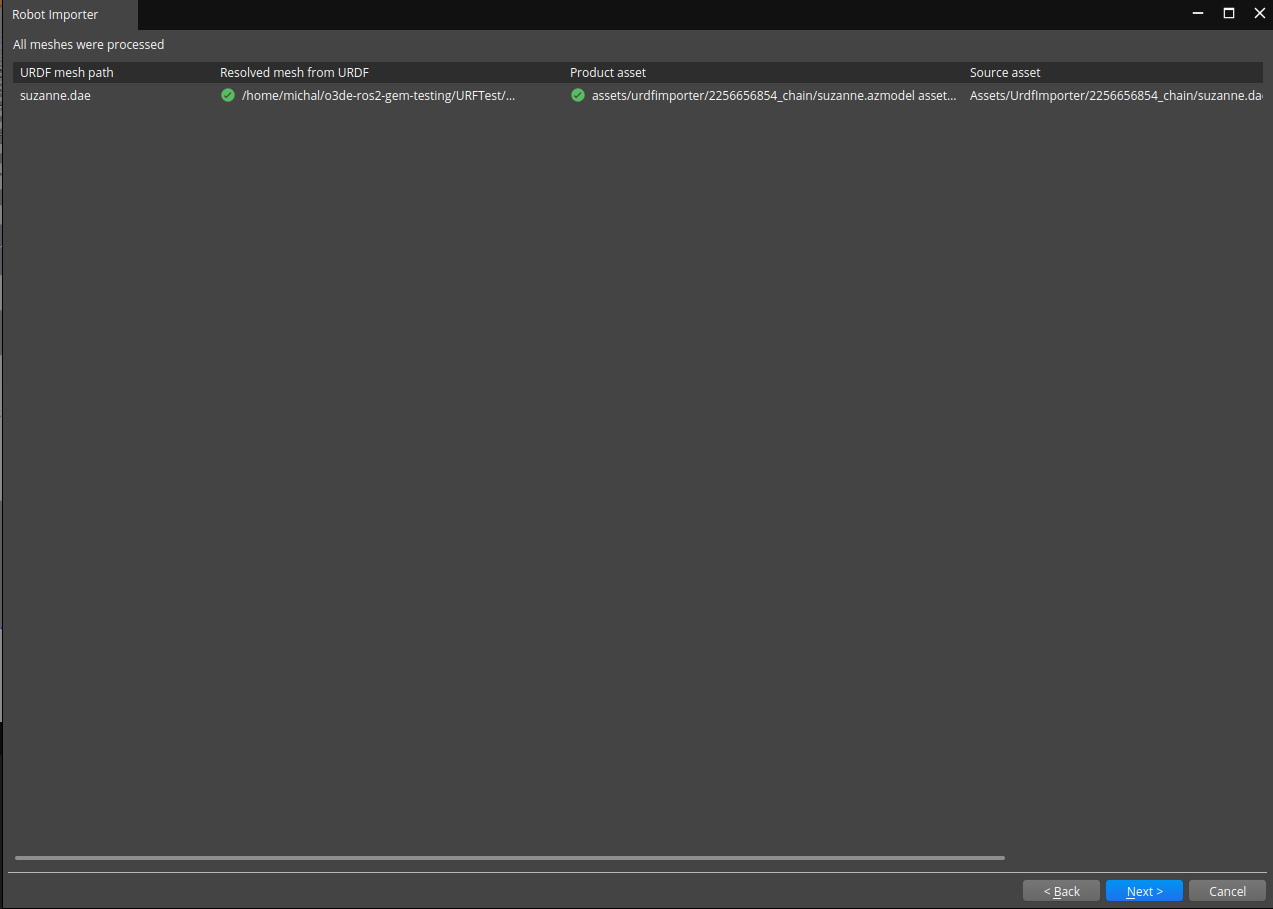 Robot Importer
All meshes were processed
URDF mesh path Resolved mesh from URDF Product asset Source asset
suzanne.dae /home/michal/o3de-ros2-gem-testing/URFTest/... assets/urdfimporter/2256656854_chain/suzanne.azmodel asset... Assets/UrdfImporter/2256656854_chain/suzanne.da
< Back Next > Cancel